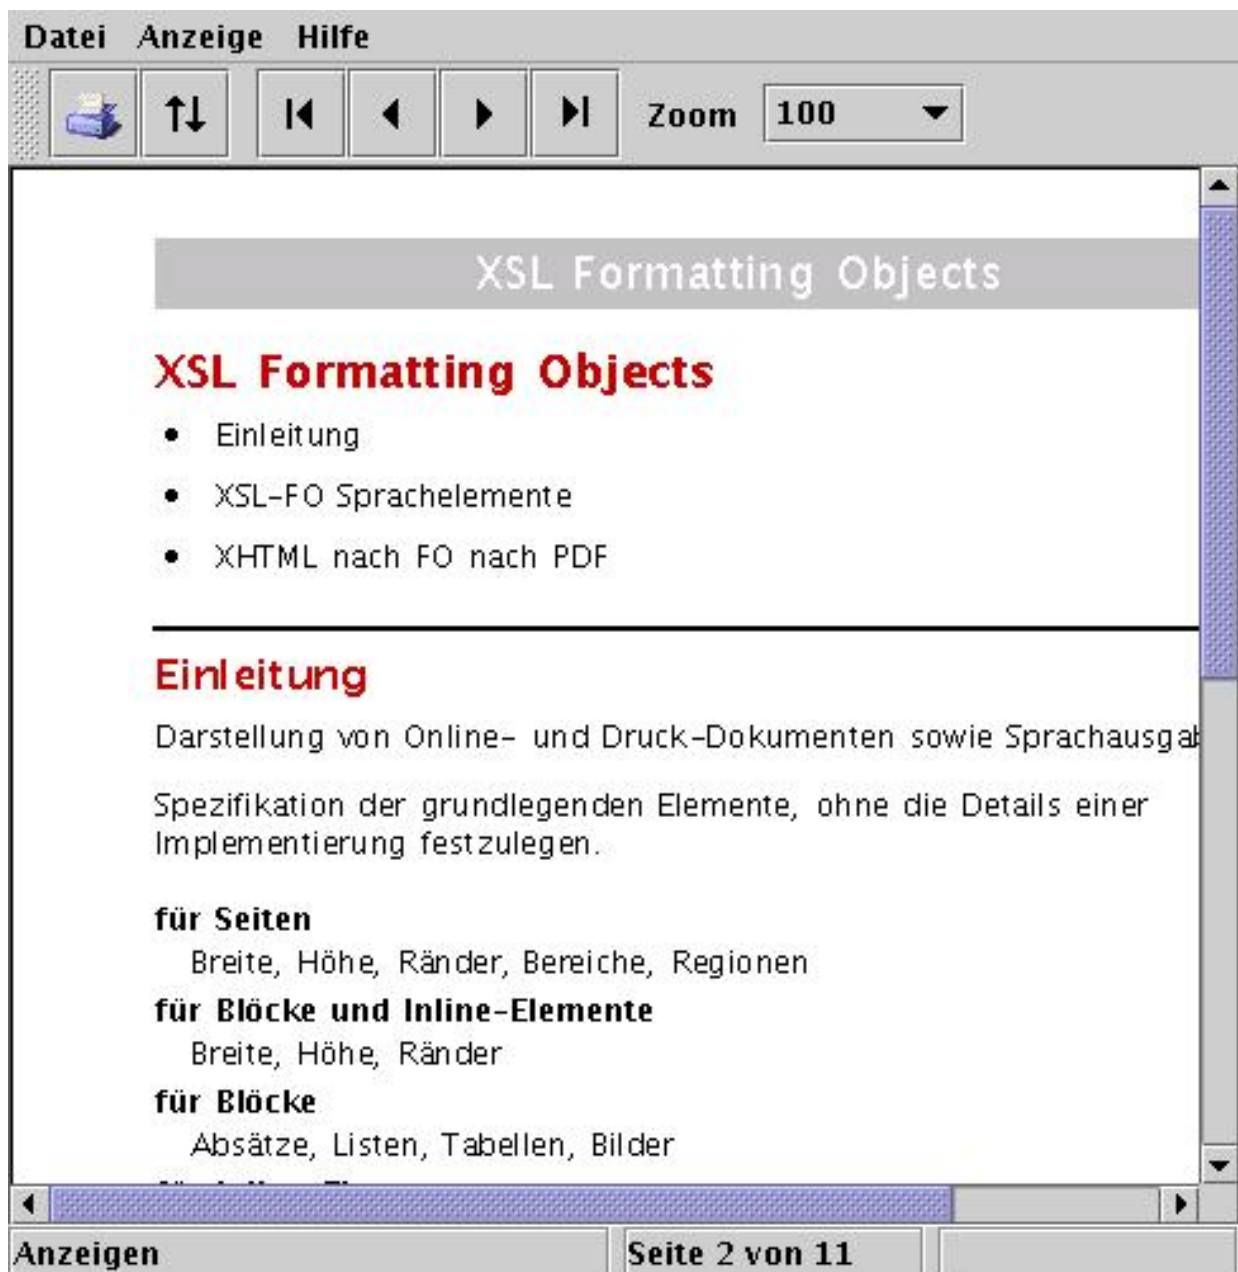 Datei Anzeige Hilfe
Zoom 100
XSL Formatting Objects
XSL Formatting Objects
• Einleitung
• XSL-FO Sprachelemente
• XHTML nach FO nach PDF
Einleitung
Darstellung von Online- und Druck-Dokumenten sowie
Spezifikation der grundlegenden Elemente, ohne die Details einer
Implementierung festzulegen.
für Seiten
Breite, Höhe, Ränder, Bereiche, Regionen
für Blöcke und Inline-Elemente
Breite, Höhe, Ränder
für Blöcke
Absätze, Listen, Tabellen, Bilder
Anzeigen Seite 2 von 11